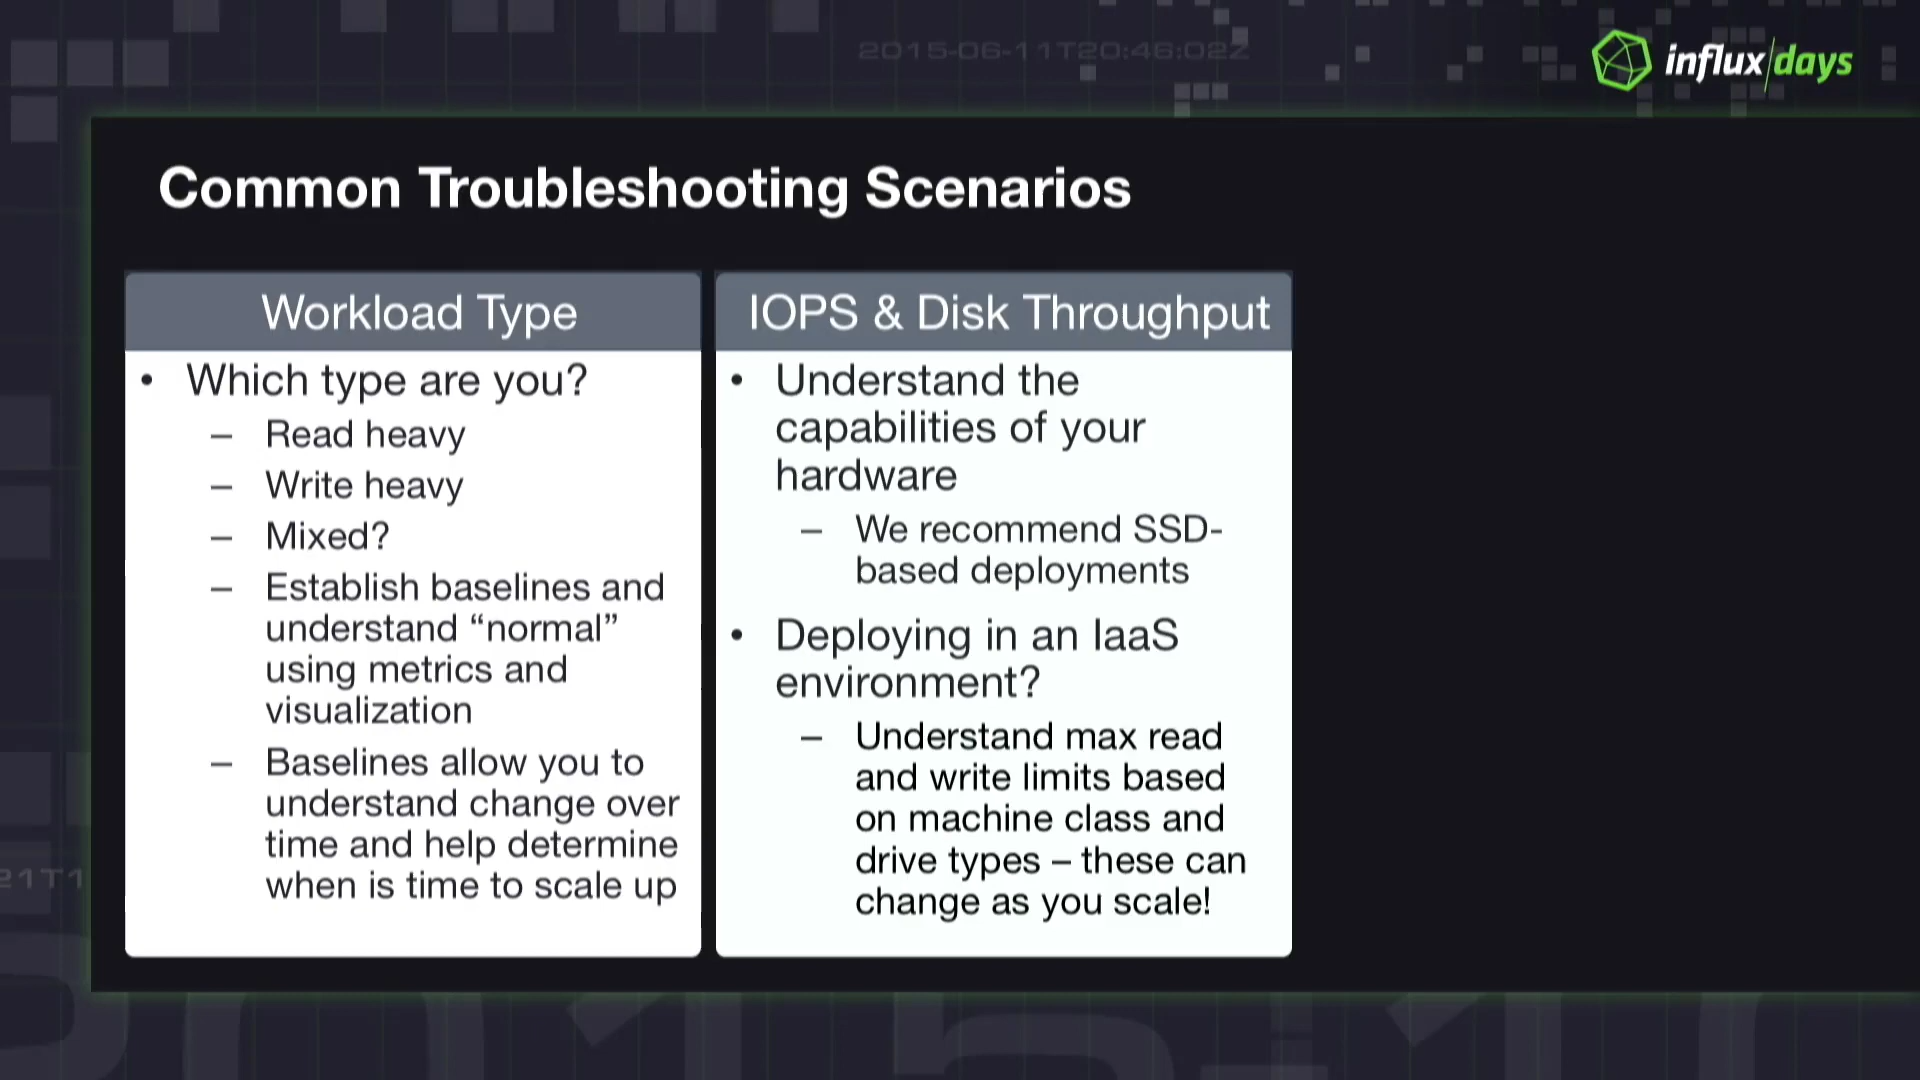 2015-06-11T20:46:02Z
influx/days
Common Troubleshooting Scenarios
Workload Type
• Which type are you?
– Read heavy
– Write heavy
– Mixed?
– Establish baselines and
understand “normal”
using metrics and
visualization
– Baselines allow you to
understand change over
time and help determine
when is time to scale up
IOPS & Disk Throughput
• Understand the
capabilities of your
hardware
– We recommend SSD-
based deployments
• Deploying in an IaaS
environment?
– Understand max read
and write limits based
on machine class and
drive types – these can
change as you scale!
21T1